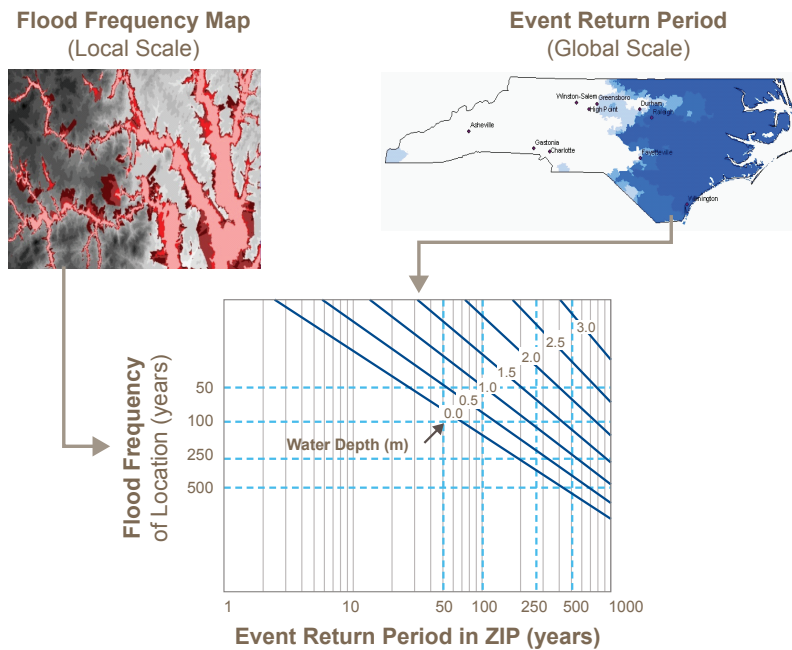 Flood Frequency Map
(Local Scale)
Event Return Period
(Global Scale)
Winston-Salem
Greensboro
High Point
Durham
Raleigh
Asheville
Gastonia
Charlotte
Fayetteville
Wilmington
3.0
2.5
2.0
1.5
1.0
0.5
0.0
Water Depth (m)
Flood Frequency
of Location (years)
50
100
250
500
1
10
50
100
250
500
1000
Event Return Period in ZIP (years)